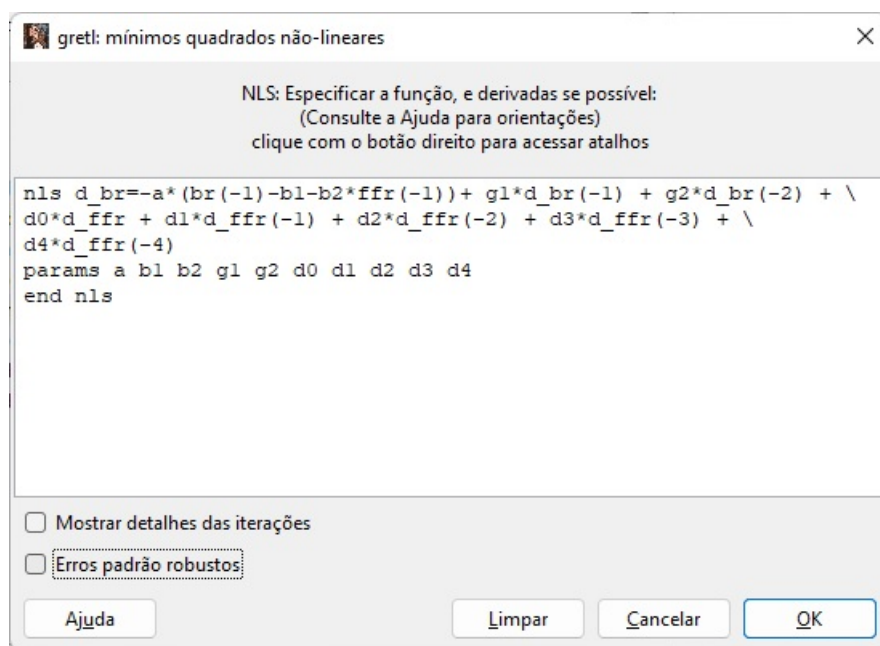 gretl: mínimos quadrados não-lineares
NLS: Especificar a função, e derivadas se possível:
(Consulte a Ajuda para orientações)
clique com o botão direito para acessar atalhos
nls d_br=-a*(br(-1)-b1-b2*ffr(-1))+ g1*d_br(-1) + g2*d_br(-2) + \
d0*d_ffr + d1*d_ffr(-1) + d2*d_ffr(-2) + d3*d_ffr(-3) + \
d4*d_ffr(-4)
params a b1 b2 g1 g2 d0 d1 d2 d3 d4
end nls
Mostrar detalhes das iterações
Erros padrão robustos
Ajuda Limpar Cancelar OK